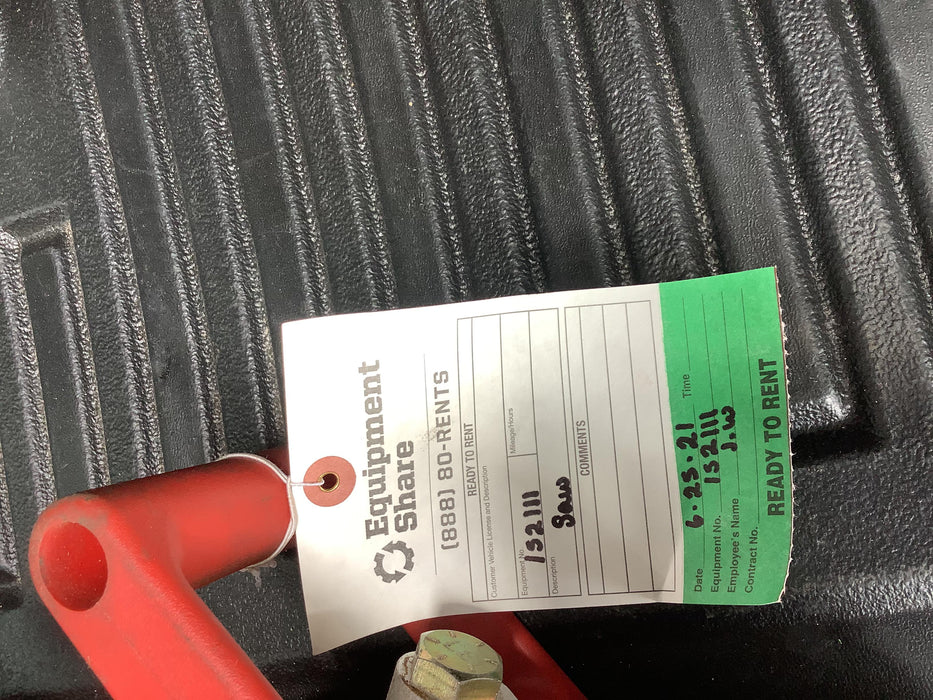 Equipment
Share
(888) 80-RENTS
READY TO RENT
Customer Vehicle License and Description
Equipment No. Mileage/Hours
152111
Description
Saw
COMMENTS
Date 6-25-21 Time
Equipment No. 152111
Employee's Name J.W
Contract No.
READY TO RENT